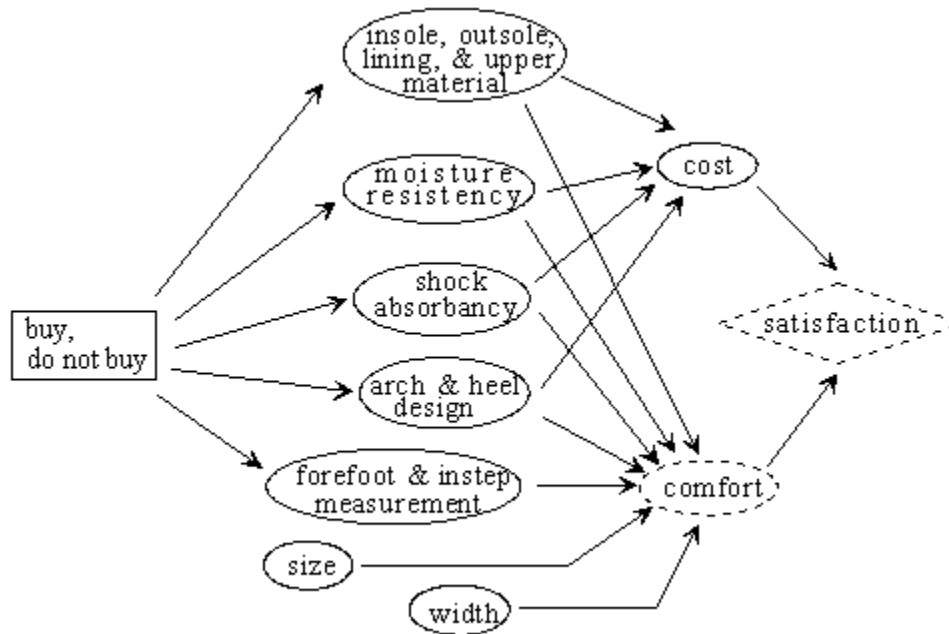 insole, outsole,
lining, & upper
material
cost
moisture
resistency
shock
absorbancy
buy,
do not buy
satisfaction
arch & heel
design
forefoot & instep
measurement
comfort
size
width